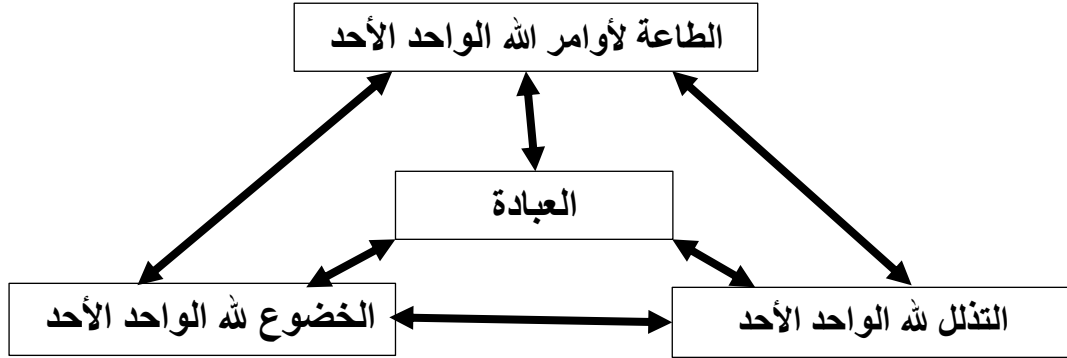 الطاعة لأوامر الله الواحد الأحد
العبادة
التذلل لله الواحد الأحد
الخضوع لله الواحد الأحد